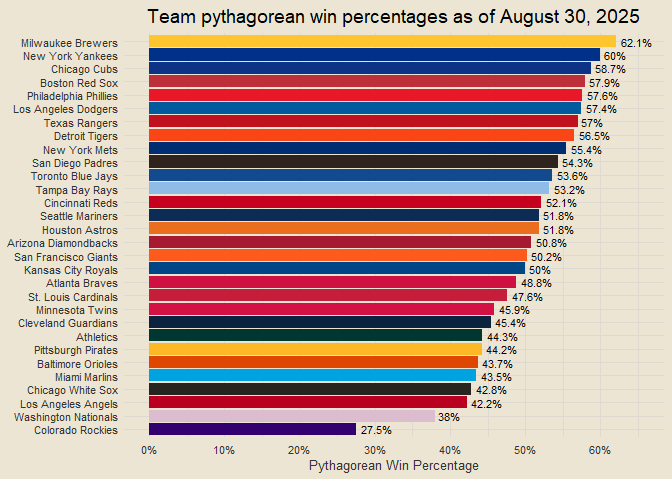 Team pythagorean win percentages as of August 30, 2025
Milwaukee Brewers 62.1%
New York Yankees 60%
Chicago Cubs 58.7%
Boston Red Sox 57.9%
Philadelphia Phillies 57.6%
Los Angeles Dodgers 57.4%
Texas Rangers 57%
Detroit Tigers 56.5%
New York Mets 55.4%
San Diego Padres 54.3%
Toronto Blue Jays 53.6%
Tampa Bay Rays 53.2%
Cincinnati Reds 52.1%
Seattle Mariners 51.8%
Houston Astros 51.8%
Arizona Diamondbacks 50.8%
San Francisco Giants 50.2%
Kansas City Royals 50%
Atlanta Braves 48.8%
St. Louis Cardinals 47.6%
Minnesota Twins 45.9%
Cleveland Guardians 45.4%
Athletics 44.3%
Pittsburgh Pirates 44.2%
Baltimore Orioles 43.7%
Miami Marlins 43.5%
Chicago White Sox 42.8%
Los Angeles Angels 42.2%
Washington Nationals 38%
Colorado Rockies 27.5%
0% 10% 20% 30% 40% 50% 60%
Pythagorean Win Percentage